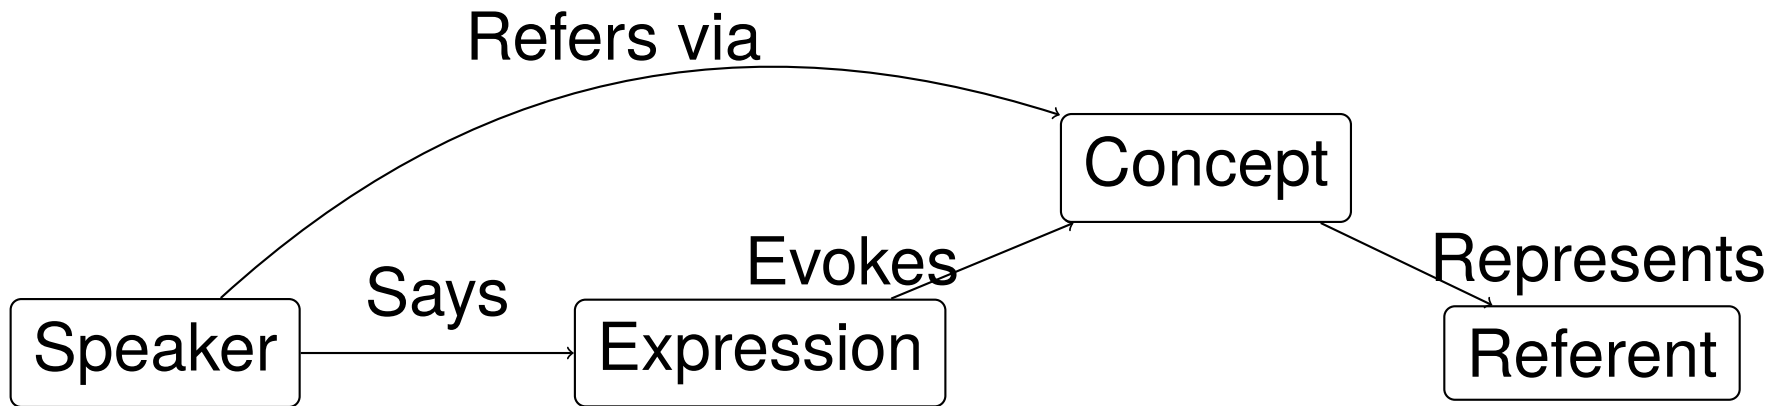 Refers via
Concept
Evokes
Represents
Says
Speaker
Expression
Referent